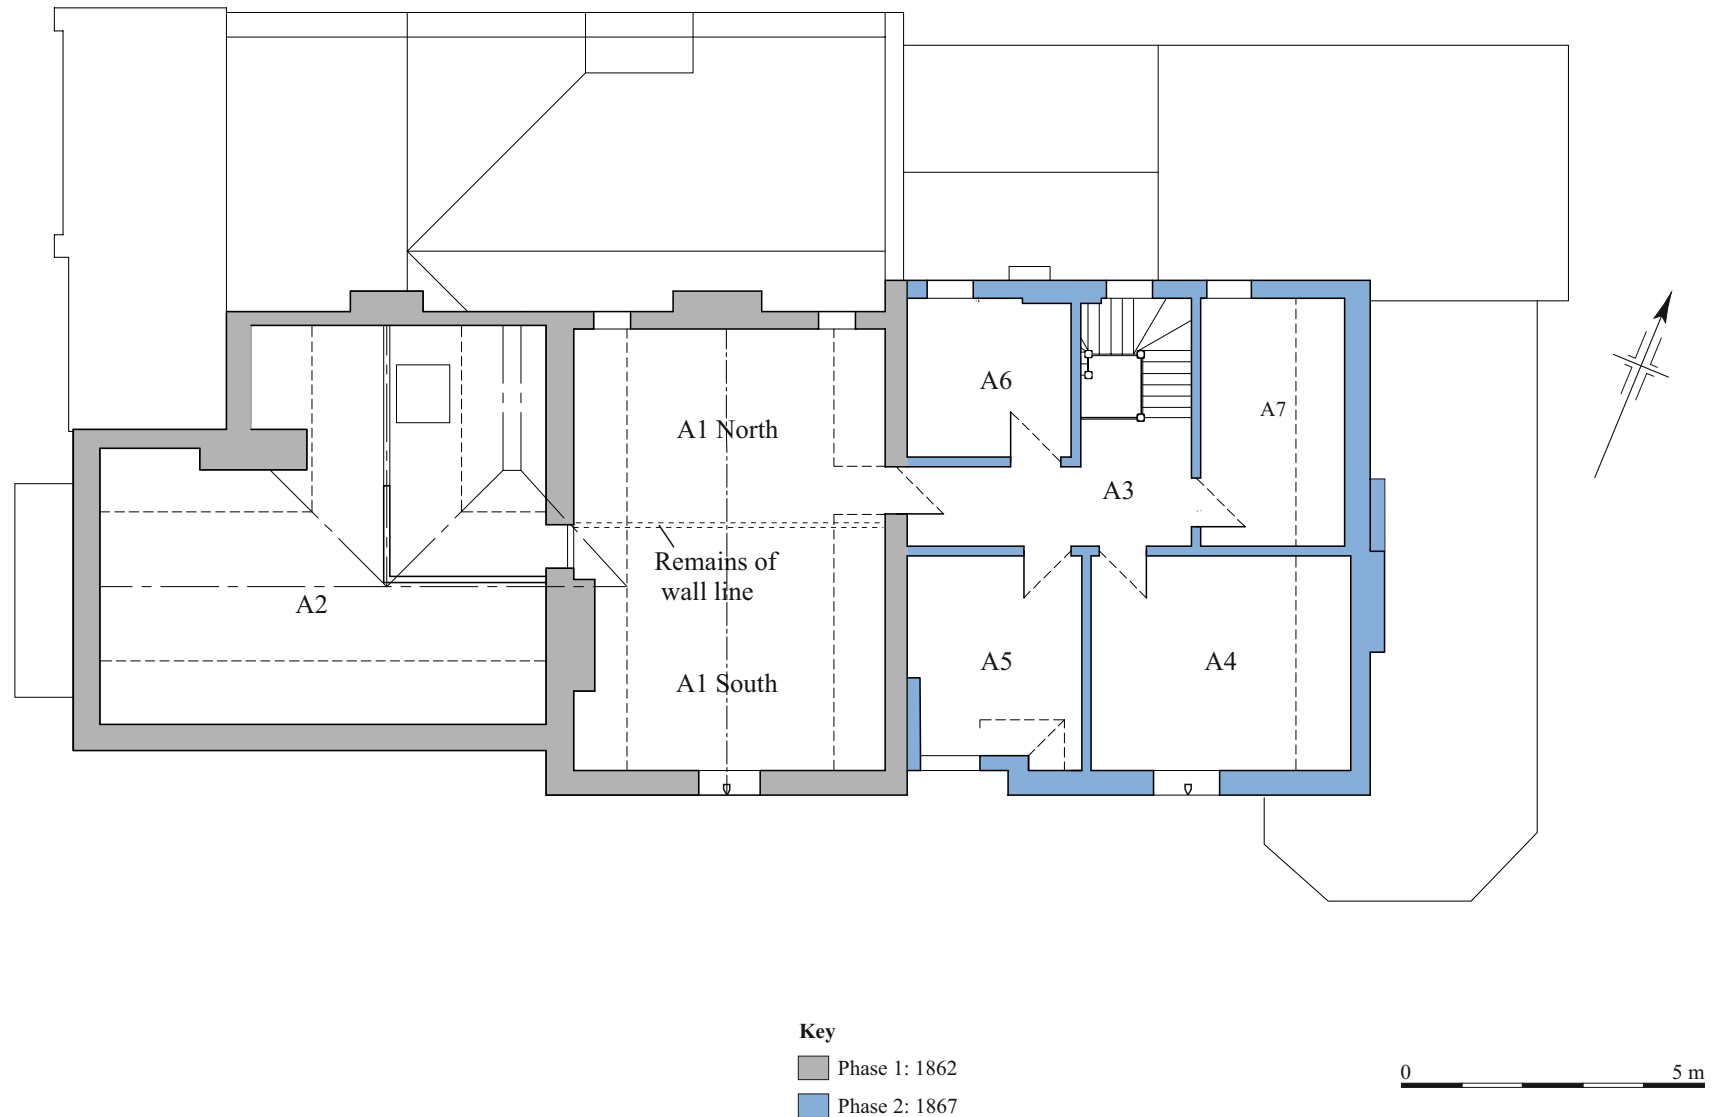 A6
A7
A1 North
A3
Remains of
wall line
A2
A5
A4
A1 South
Key
Phase 1: 1862
Phase 2: 1867
0 5 m